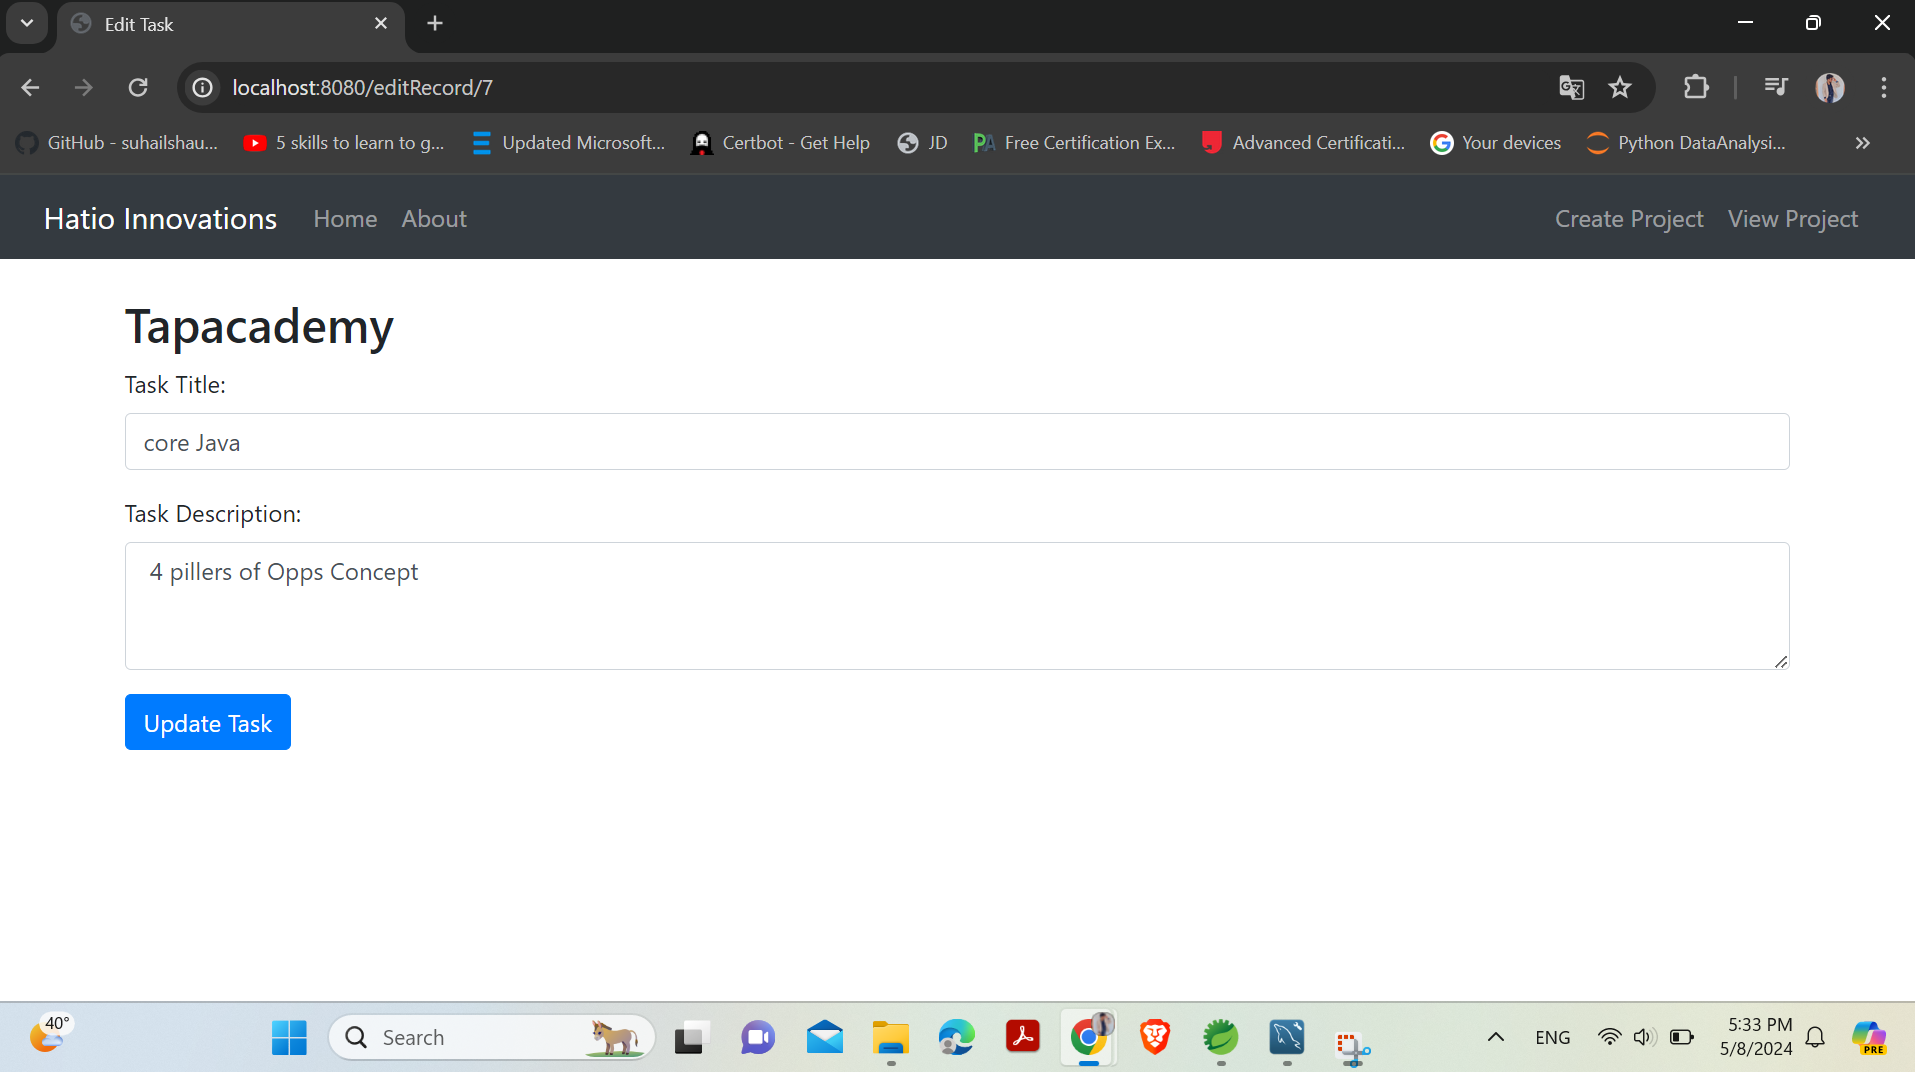 Edit Task
localhost:8080/editRecord/7
GitHub - suhailshau... 5 skills to learn to g... Updated Microsoft... Certbot - Get Help JD PA Free Certification Ex... Advanced Certificati... G Your devices Python DataAnalysi... »
Hatio Innovations Home About Create Project View Project
Tapacademy
Task Title:
core Java
Task Description:
4 pillers of Opps Concept
Update Task
40° Search ENG 5:33 PM
5/8/2024
PRE